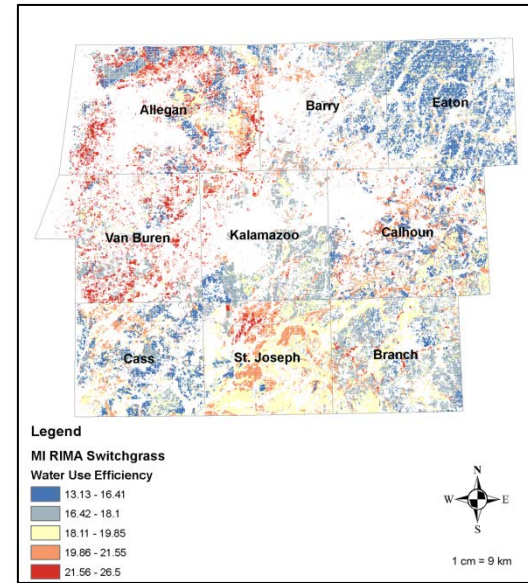 Allegan
Barry
Eaton
Van Buren
Kalamazoo
Calhoun
Cass
St. Joseph
Branch
Legend
MI RIMA Switchgrass
Water Use Efficiency
13.13 - 16.41
16.42 - 18.1
18.11 - 19.85
19.86 - 21.55
21.56 - 26.5
N
W E
S
1 cm = 9 km